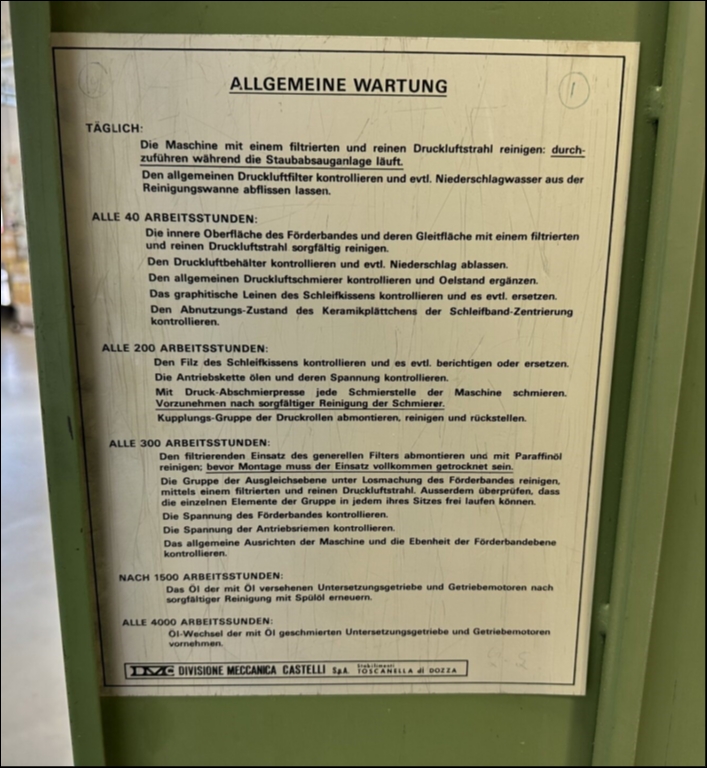 ALLGEMEINE WARTUNG
1
TÄGLICH:
Die Maschine mit einem filtrierten und reinen Druckluftstrahl reinigen: durch-
zuführen während die Staubabsauganlage läuft.
Den allgemeinen Druckluftfilter kontrollieren und evtl. Niederschlagwasser aus der
Reinigungswanne abflissen lassen.
ALLE 40 ARBEITSSTUNDEN:
Die innere Oberfläche des Förderbandes und deren Gleitfläche mit einem filtrierten
und reinen Druckluftstrahl sorgfältig reinigen.
Den Druckluftbehälter kontrollieren und evtl. Niederschlag ablassen.
Den allgemeinen Druckluftschmierer kontrollieren und Oelstand ergänzen.
Das graphitische Leinen des Schleifkissens kontrollieren und es evtl. ersetzen.
Den Abnutzungs-Zustand des Keramikplättchens der Schleifband-Zentrierung
kontrollieren.
ALLE 200 ARBEITSSTUNDEN:
Den Filz des Schleifkissens kontrollieren und es evtl. berichtigen oder ersetzen.
Die Antriebskette ölen und deren Spannung kontrollieren.
Mit Druck-Abschmierpresse jede Schmierstelle der Maschine schmieren.
Vorzunehmen nach sorgfältiger Reinigung der Schmierer.
Kupplungs-Gruppe der Druckrollen abmontieren, reinigen und rückstellen.
ALLE 300 ARBEITSSTUNDEN:
Den filtrierenden Einsatz des generellen Filters abmontieren und mit Paraffinöl
reinigen; bevor Montage muss der Einsatz vollkommen getrocknet sein.
Die Gruppe der Ausgleichsebene unter Losmachung des Förderbandes reinigen,
mittels einem filtrierten und reinen Druckluftstrahl. Ausserdem überprüfen, dass
die einzelnen Elemente der Gruppe in jedem ihres Sitzes frei laufen können.
Die Spannung des Förderbandes kontrollieren.
Die Spannung der Antriebsriemen kontrollieren.
Das allgemeine Ausrichten der Maschine und die Ebenheit der Förderbandebene
kontrollieren.
NACH 1500 ARBEITSSTUNDEN:
Das Öl der mit Öl versehenen Untersetzungsgetriebe und Getriebemotoren nach
sorgfältiger Reinigung mit Spülöl erneuern.
ALLE 4000 ARBEITSSUNDEN:
Öl-Wechsel der mit Öl geschmierten Untersetzungsgetriebe und Getriebemotoren
vornehmen.
DMC DIVISIONE MECCANICA CASTELLI S.p.A. Stabilimenti
TOSCANELLA di DOZZA